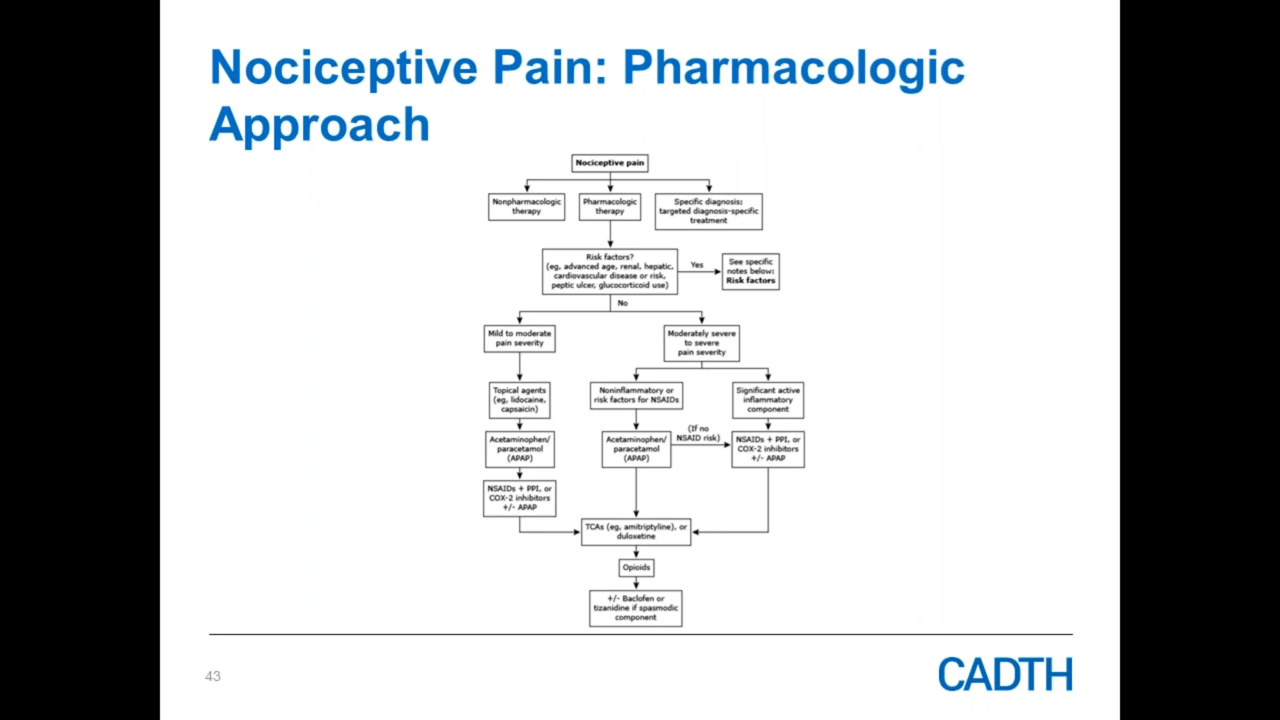 Nociceptive Pain: Pharmacologic
Approach
Nociceptive pain
Nonpharmacologic
therapy
Pharmacologic
therapy
Specific diagnosis:
targeted diagnosis-specific
treatment
Risk factors?
(eg, advanced age, renal, hepatic,
cardiovascular disease or risk,
peptic ulcer, glucocorticoid use)
Yes
See specific
notes below:
Risk factors
No
Mild to moderate
pain severity
Moderately severe
to severe
pain severity
Topical agents
(eg, lidocaine,
capsaicin)
Noninflammatory or
risk factors for NSAIDs
Significant active
inflammatory
component
Acetaminophen/
paracetamol
(APAP)
Acetaminophen/
paracetamol
(APAP)
(If no
NSAID risk)
NSAIDs + PPI, or
COX-2 inhibitors
+/- APAP
NSAIDs + PPI, or
COX-2 inhibitors
+/- APAP
TCAs (eg, amitriptyline), or
duloxetine
Opioids
+/- Baclofen or
tizanidine if spasmodic
component
43
CADTH